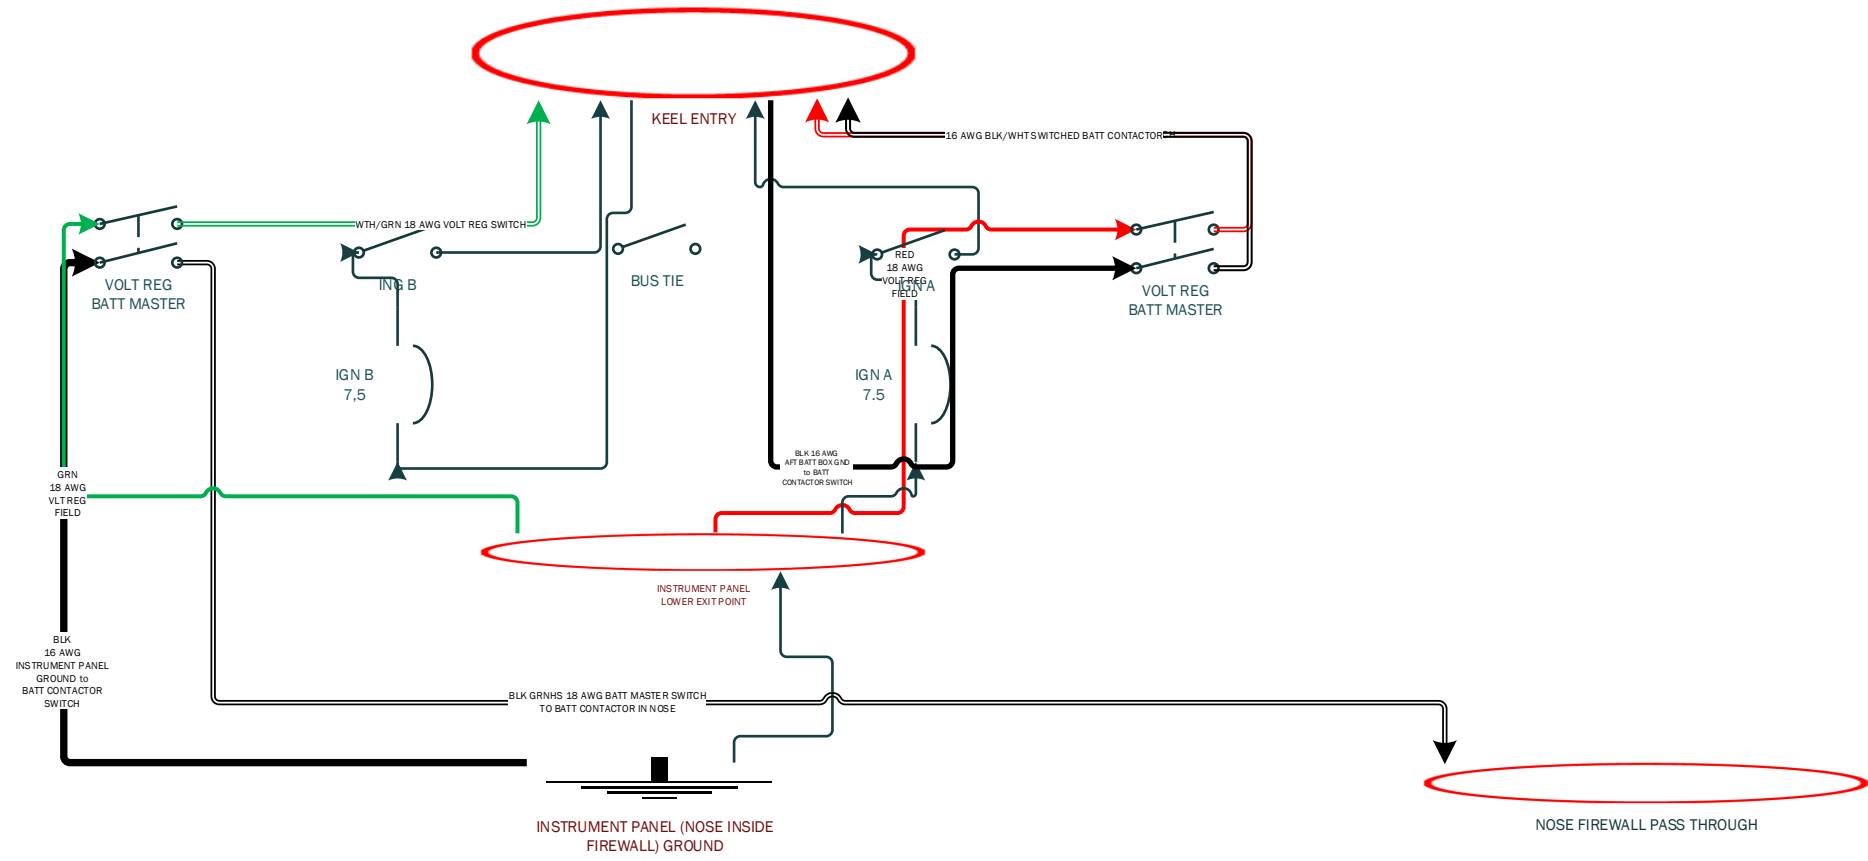 KEEL ENTRY
16 AWG BLK/WHT SWITCHED BATT CONTACTOR
WTH/GRN 18 AWG VOLT REG SWITCH
VOLT REG
BATT MASTER
ING B
BUS TIE
RED
18 AWG
VOLT REG
FIELD
IGN A
VOLT REG
BATT MASTER
IGN B
7,5
IGN A
7.5
BLK 16 AWG
AFT BATT BOX GND
to BATT
CONTACTOR SWITCH
GRN
18 AWG
VLT REG
FIELD
INSTRUMENT PANEL
LOWER EXIT POINT
BLK
16 AWG
INSTRUMENT PANEL
GROUND to
BATT CONTACTOR
SWITCH
BLK GRNHS 18 AWG BATT MASTER SWITCH
TO BATT CONTACTOR IN NOSE
INSTRUMENT PANEL (NOSE INSIDE
FIREWALL) GROUND
NOSE FIREWALL PASS THROUGH